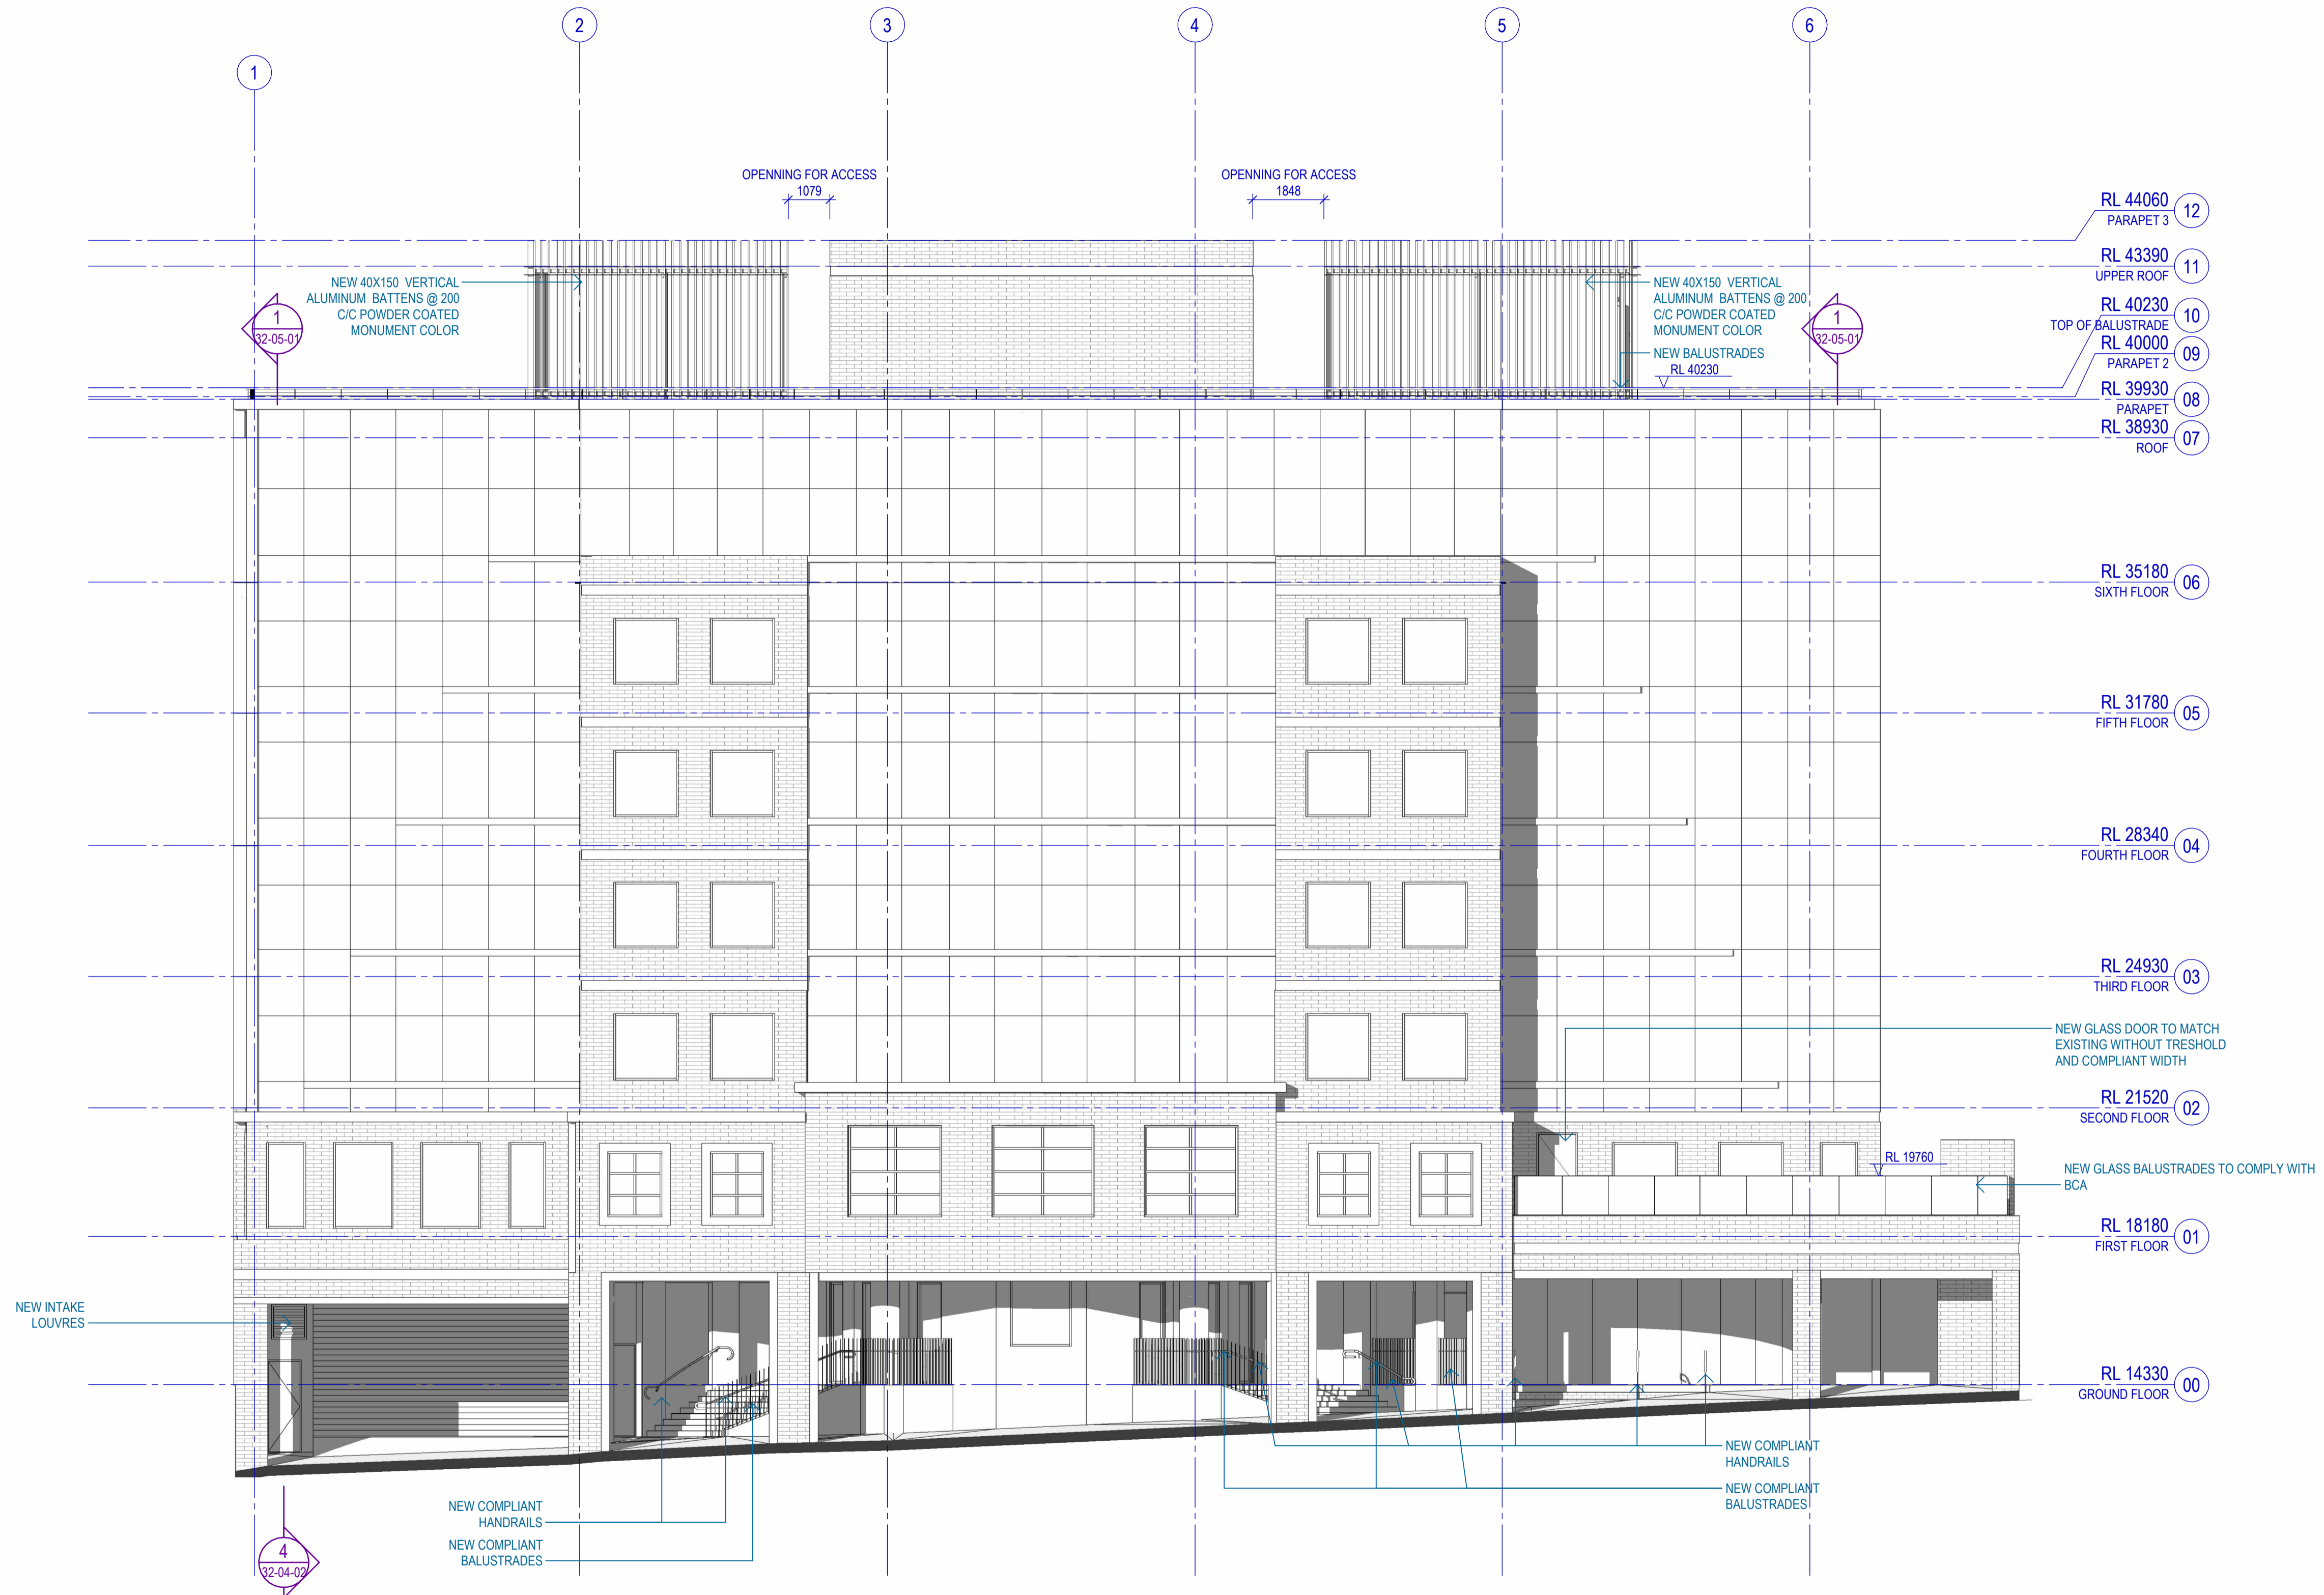 2
3
4
5
6
1
OPENNING FOR ACCESS
1079
OPENNING FOR ACCESS
1848
RL 44060
PARAPET 3
12
RL 43390
UPPER ROOF
11
RL 40230
TOP OF BALUSTRADE
10
RL 40000
PARAPET 2
09
RL 39930
PARAPET
08
RL 38930
ROOF
07
NEW 40X150 VERTICAL
ALUMINUM BATTENS @ 200
C/C POWDER COATED
MONUMENT COLOR
NEW 40X150 VERTICAL
ALUMINUM BATTENS @ 200
C/C POWDER COATED
MONUMENT COLOR
NEW BALUSTRADES
RL 40230
1
32-05-01
1
32-05-01
RL 35180
SIXTH FLOOR
06
RL 31780
FIFTH FLOOR
05
RL 28340
FOURTH FLOOR
04
RL 24930
THIRD FLOOR
03
NEW GLASS DOOR TO MATCH
EXISTING WITHOUT TRESHOLD
AND COMPLIANT WIDTH
RL 21520
SECOND FLOOR
02
RL 19760
NEW GLASS BALUSTRADES TO COMPLY WITH
BCA
RL 18180
FIRST FLOOR
01
NEW INTAKE
LOUVRES
RL 14330
GROUND FLOOR
00
NEW COMPLIANT
HANDRAILS
NEW COMPLIANT
BALUSTRADES
NEW COMPLIANT
HANDRAILS
NEW COMPLIANT
BALUSTRADES
4
32-04-02